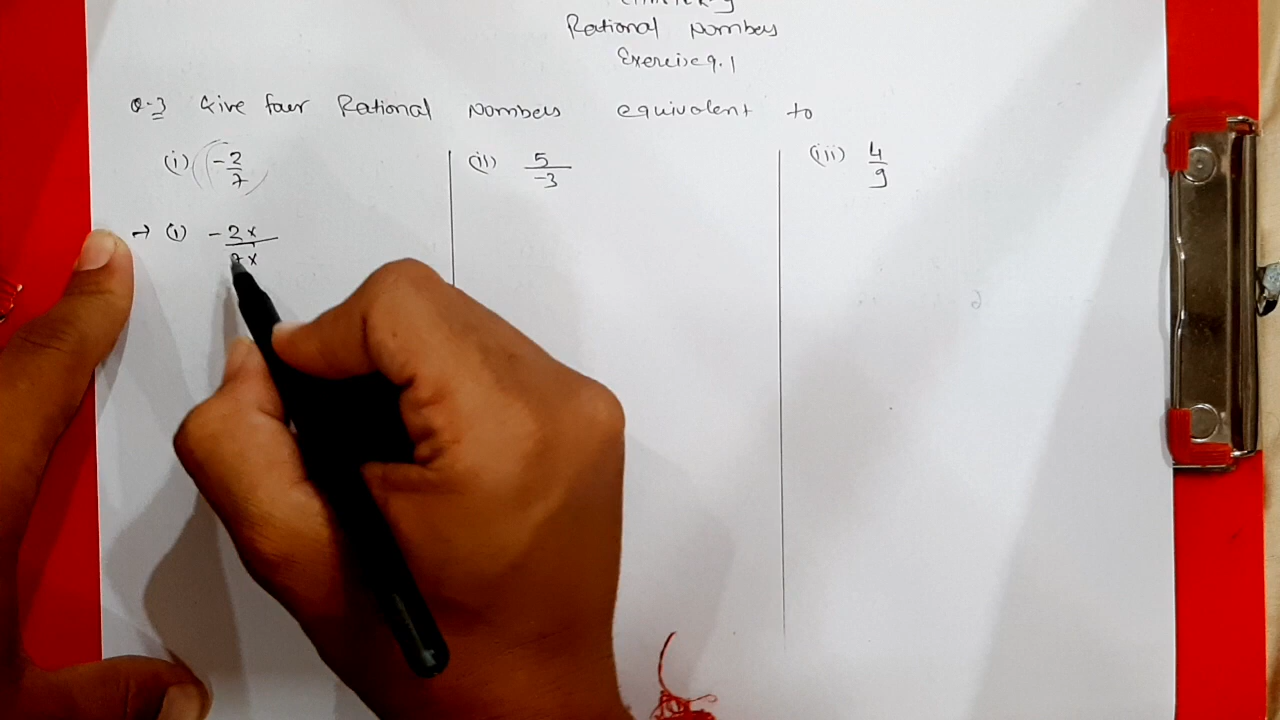 Rational Numbers
Exercise 9.1
Q-3 Give four Rational Numbers equivalent to
(i) -2/7
(ii) 5/-3
(iii) 4/9
→ (i) -2×/7×